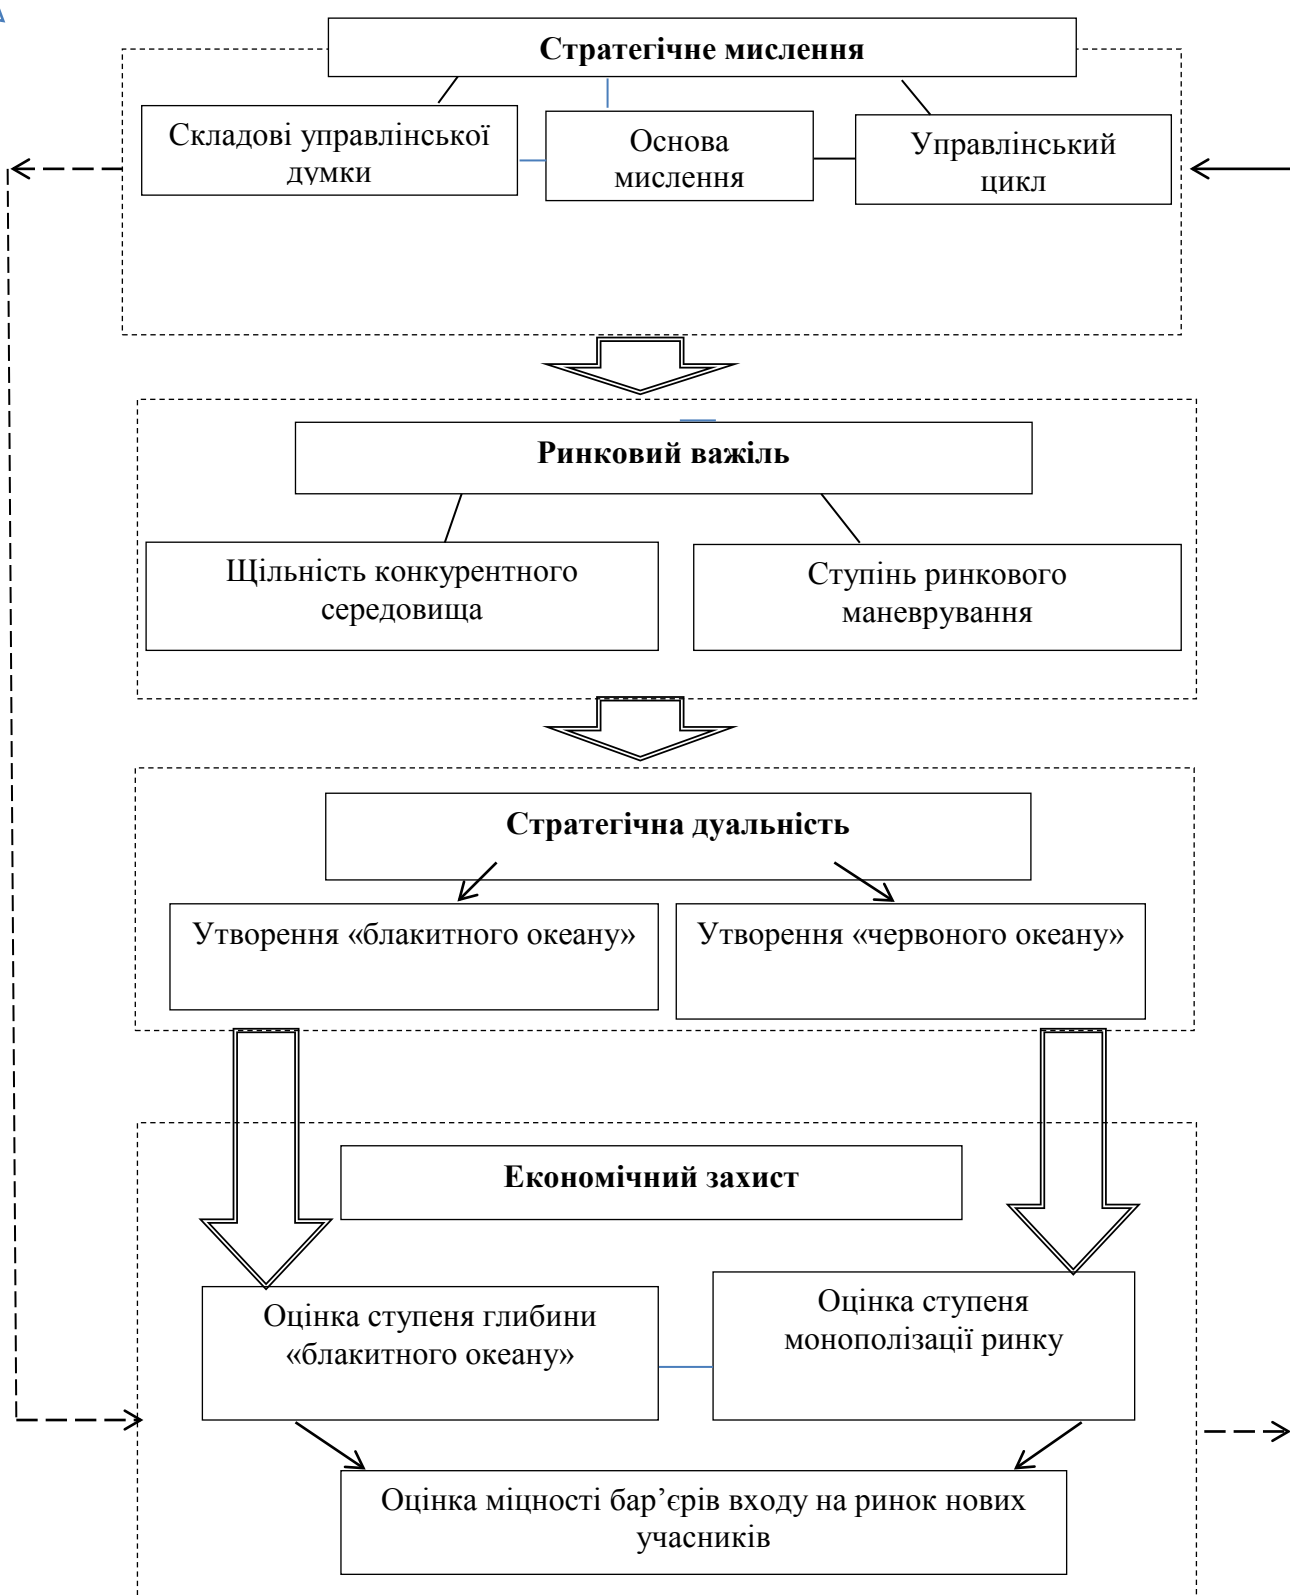 Стратегічне мислення
Складові управлінської
думки
Основа
мислення
Управлінський
цикл
Ринковий важіль
Щільність конкурентного
середовища
Ступінь ринкового
маневрування
Стратегічна дуальність
Утворення «блакитного океану»
Утворення «червоного океану»
Економічний захист
Оцінка ступеня глибини
«блакитного океану»
Оцінка ступеня
монополізації ринку
Оцінка міцності бар’єрів входу на ринок нових
учасників